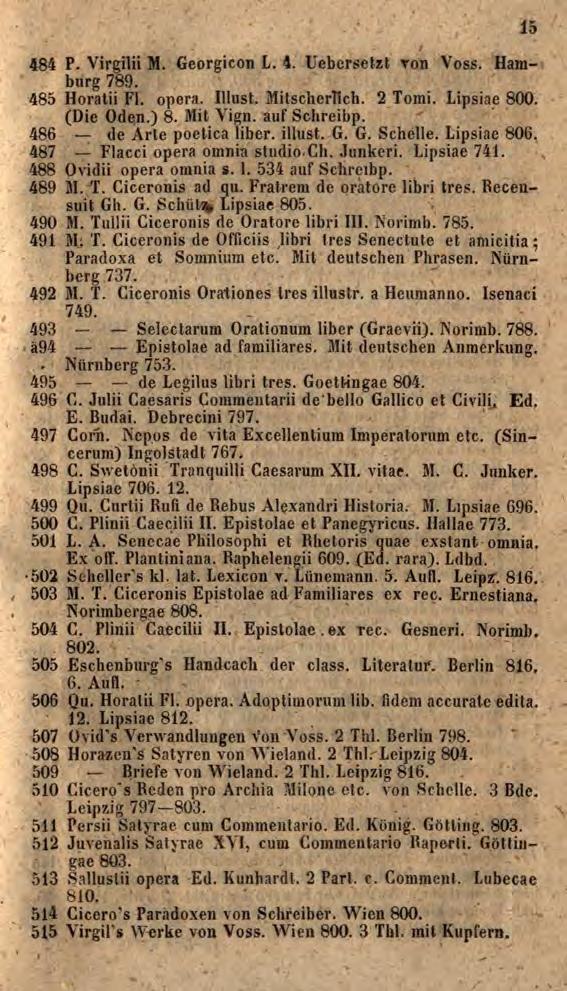 15
484 P. Virgilii M. Georgicon L. 4. Uebersetzt von Voss. Ham-
burg 789.
485 Horatii Fl. opera. Illust. Mitscherlich. 2 Tomi. Lipsiae 800.
(Die Oden.) 8. Mit Vign. auf Schreibp.
486 — de Arte poetica liber. illust. G. G. Schelle. Lipsiae 806.
487 — Flacci opera omnia studio Ch. Junkeri. Lipsiae 741.
488 Ovidii opera omnia s. l. 534 auf Schreibp.
489 M. T. Ciceronis ad qu. Fratrem de oratore libri tres. Recen-
suit Gh. G. Schütz, Lipsiae 805.
490 M. Tullii Ciceronis de Oratore libri III. Norimb. 785.
491 M. T. Ciceronis de Officiis libri tres Senectute et amicitia;
Paradoxa et Somnium etc. Mit deutschen Phrasen. Nürn-
berg 737.
492 M. T. Ciceronis Orationes tres illustr. a Heumanno. Isenaci
749.
493 — — Selectarum Orationum liber (Graevii). Norimb. 788.
ä94 — — Epistolae ad familiares. Mit deutschen Anmerkung.
Nürnberg 753.
495 — — de Legilus libri tres. Goettingae 804.
496 C. Julii Caesaris Commentarii de bello Gallico et Civili, Ed.
E. Budai. Debrecini 797.
497 Corn. Nepos de vita Excellentium Imperatorum etc. (Sin-
cerum) Ingolstadt 767.
498 C. Swetonii Tranquilli Caesarum XII. vitae. M. C. Junker.
Lipsiae 706. 12.
499 Qu. Curtii Rufi de Rebus Alexandri Historia. M. Lipsiae 696.
500 C. Plinii Caecilii II. Epistolae et Panegyricus. Hallae 773.
501 L. A. Senecae Philosophi et Rhetoris quae exstant omnia.
Ex off. Plantiniana. Raphelengii 609. (Ed. rara). Ldbd.
502 Scheller's kl. lat. Lexicon v. Lünemann. 5. Aufl. Leipz. 816.
503 M. T. Ciceronis Epistolae ad Familiares ex rec. Ernestiana.
Norimbergae 808.
504 C. Plinii Caecilii II. Epistolae ex rec. Gesneri. Norimb.
802.
505 Eschenburg's Handcach der class. Literatur. Berlin 816.
6. Aufl.
506 Qu. Horatii Fl. opera. Adoptimorum lib. fidem accurate edita.
12. Lipsiae 812.
507 Ovid's Verwandlungen von Voss. 2 Thl. Berlin 798.
508 Horazen's Satyren von Wieland. 2 Thl. Leipzig 804.
509 — Briefe von Wieland. 2 Thl. Leipzig 816.
510 Cicero's Reden pro Archia Milone etc. von Schelle. 3 Bde.
Leipzig 797—803.
511 Persii Satyrae cum Commentario. Ed. König. Götting. 803.
512 Juvenalis Satyrae XVI, cum Commentario Raperti. Göttin-
gae 803.
513 Sallustii opera Ed. Kunhardt. 2 Part. c. Comment. Lubecae
810.
514 Cicero's Paradoxen von Schreiber. Wien 800.
515 Virgil's Werke von Voss. Wien 800. 3 Thl. mit Kupfern.